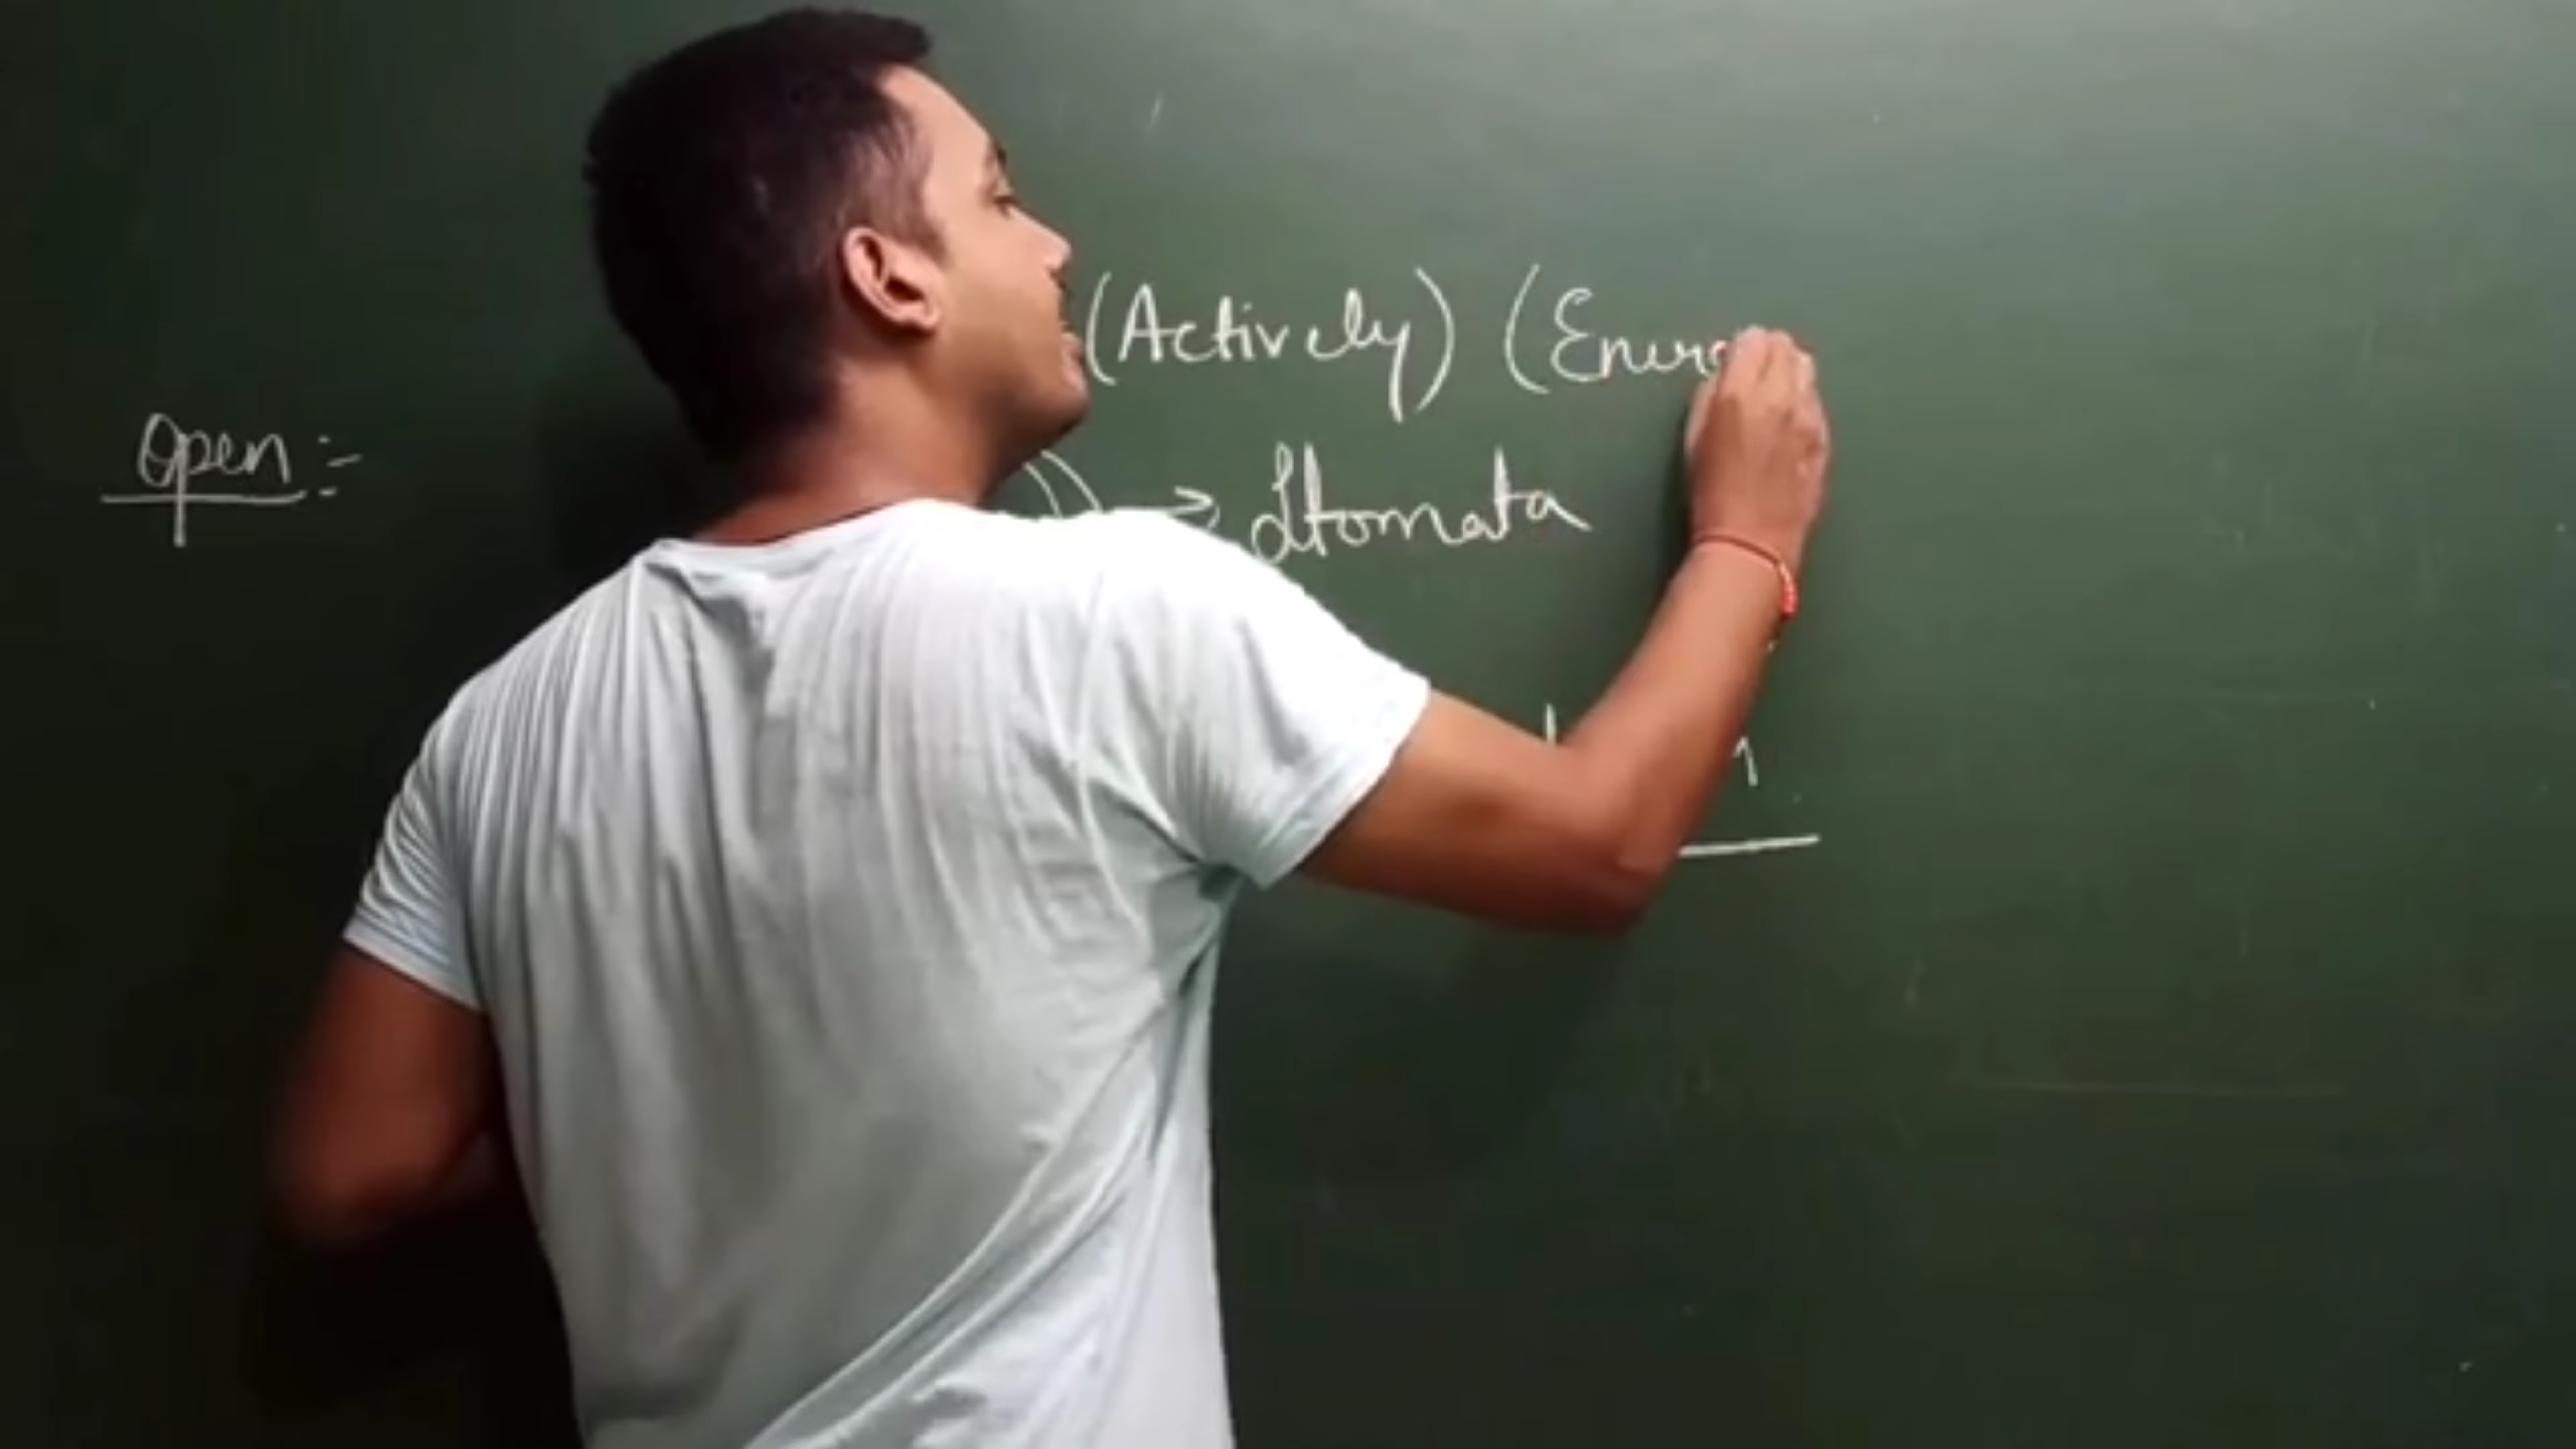 (Actively) (Energ
Open :-
→ Stomata